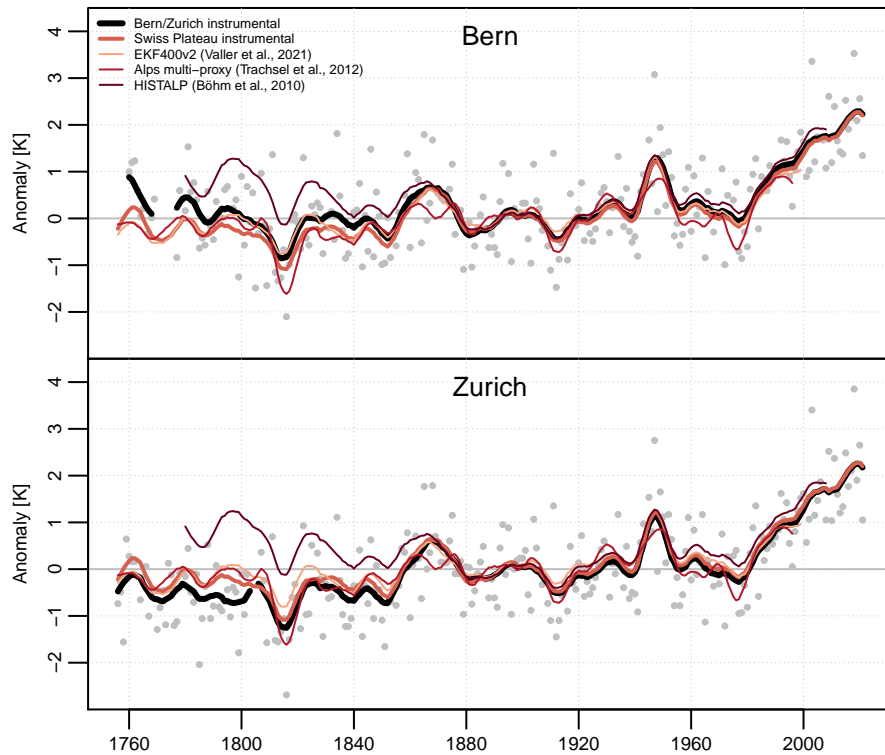 Bern
Bern/Zurich instrumental
Swiss Plateau instrumental
EKF400v2 (Valler et al., 2021)
Alps multi−proxy (Trachsel et al., 2012)
HISTALP (Böhm et al., 2010)
Anomaly [K]
4
3
2
1
0
−1
−2
Zurich
Anomaly [K]
4
3
2
1
0
−1
−2
1760 1800 1840 1880 1920 1960 2000